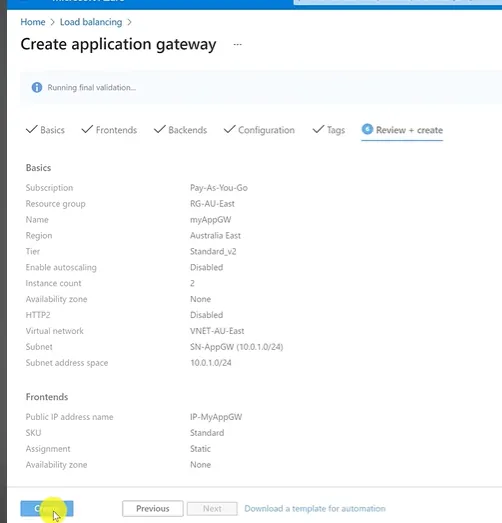 Home > Load balancing >
Create application gateway ...
Running final validation...
Basics Frontends Backends Configuration Tags 6 Review + create
Basics
Subscription Pay-As-You-Go
Resource group RG-AU-East
Name myAppGW
Region Australia East
Tier Standard_v2
Enable autoscaling Disabled
Instance count 2
Availability zone None
HTTP2 Disabled
Virtual network VNET-AU-East
Subnet SN-AppGW (10.0.1.0/24)
Subnet address space 10.0.1.0/24
Frontends
Public IP address name IP-MyAppGW
SKU Standard
Assignment Static
Availability zone None
Previous Next Download a template for automation